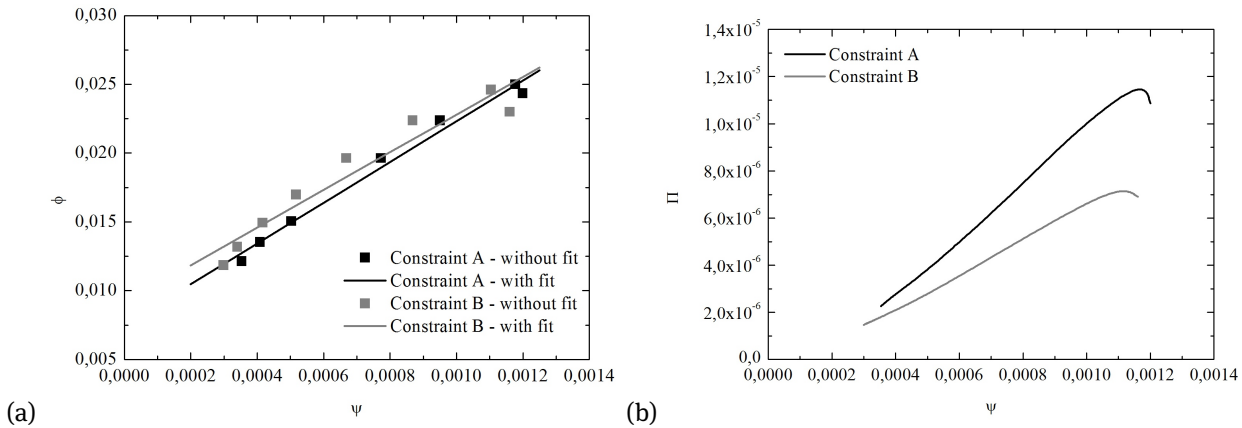 0,030
0,025
0,020
0,015
0,010
0,005
ϕ
Constraint A - without fit
Constraint A - with fit
Constraint B - without fit
Constraint B - with fit
0,0000 0,0002 0,0004 0,0006 0,0008 0,0010 0,0012 0,0014
ψ
(a)
1,4x10⁻⁵
1,2x10⁻⁵
1,0x10⁻⁵
8,0x10⁻⁶
6,0x10⁻⁶
4,0x10⁻⁶
2,0x10⁻⁶
0,0
Π
Constraint A
Constraint B
0,0000 0,0002 0,0004 0,0006 0,0008 0,0010 0,0012 0,0014
ψ
(b)